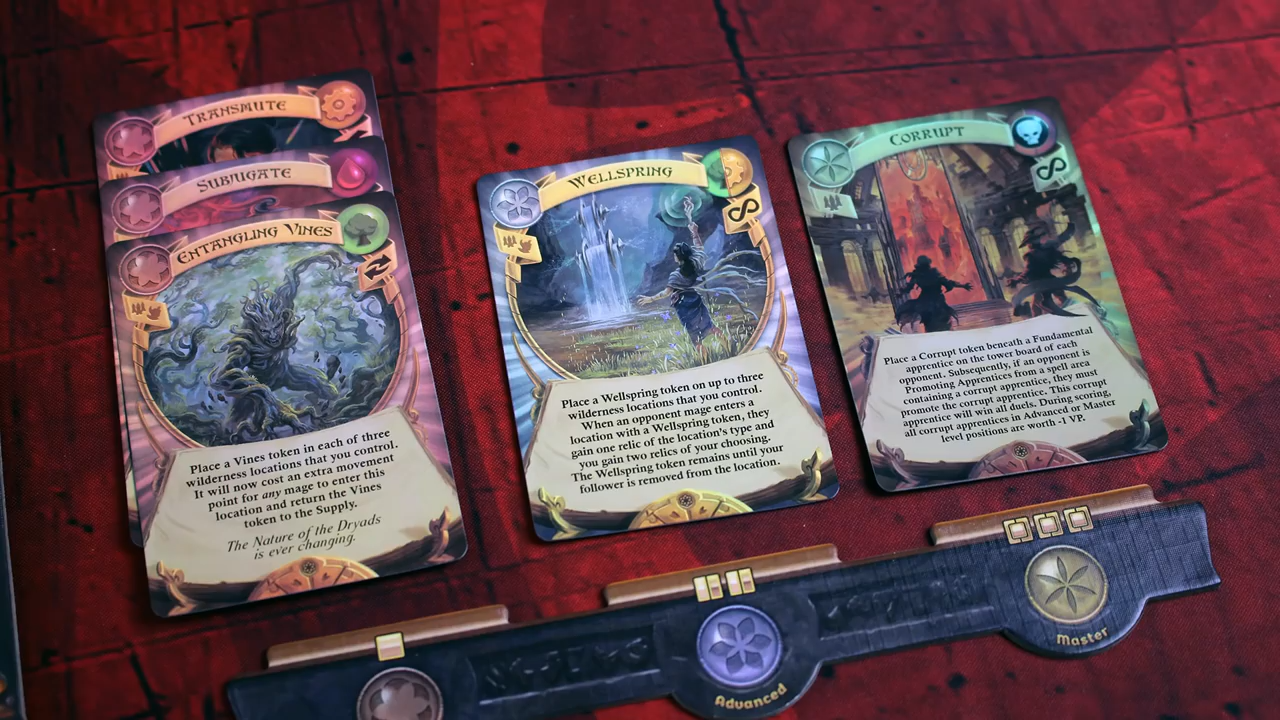 TRANSMUTE
SUBJUGATE
ENTANGLING VINES
Place a Vines token in each of three
wilderness locations that you control.
It will now cost an extra movement
point for any mage to enter this
location and return the Vines
token to the Supply.
The Nature of the Dryads
is ever changing.
WELLSPRING
Place a Wellspring token on up to three
wilderness locations that you control.
When an opponent mage enters a
location with a Wellspring token, they
gain one relic of the location's type and
you gain two relics of your choosing.
The Wellspring token remains until your
follower is removed from the location.
CORRUPT
Place a Corrupt token beneath a Fundamental
apprentice on the tower board of each
opponent. Subsequently, if an opponent is
Promoting Apprentices from a spell area
containing a corrupt apprentice, they must
promote the corrupt apprentice. This corrupt
apprentice will win all duels. During scoring,
all corrupt apprentices in Advanced or Master
level positions are worth -1 VP.
Advanced
Master